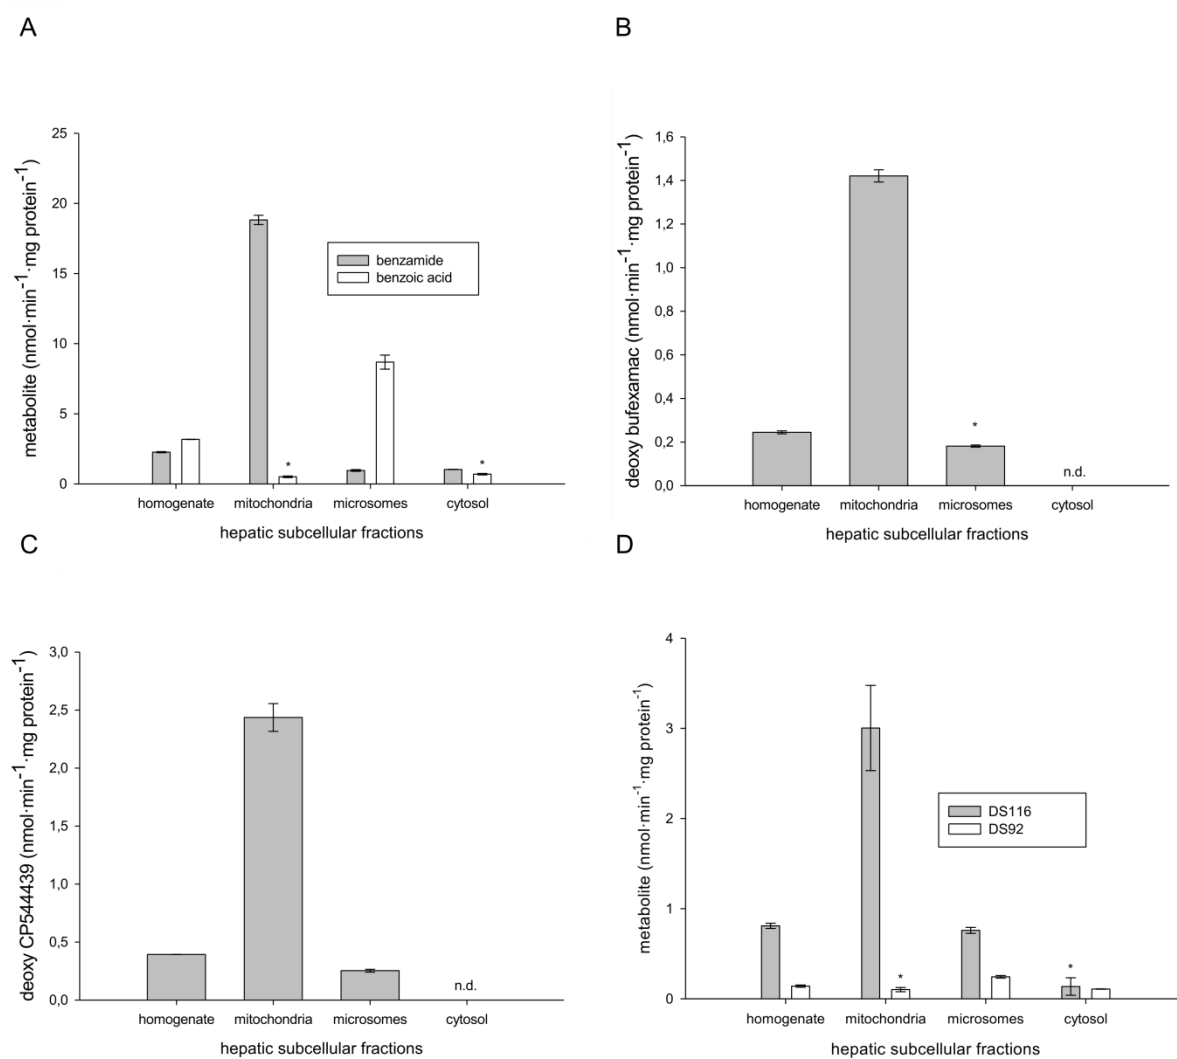 A
metabolite (nmol·min⁻¹·mg protein⁻¹)
25
20
15
10
5
0
benzamide
benzoic acid
*
*
homogenate mitochondria microsomes cytosol
hepatic subcellular fractions
B
deoxy bufexamac (nmol·min⁻¹·mg protein⁻¹)
1,6
1,4
1,2
1,0
0,8
0,6
0,4
0,2
0,0
*
n.d.
homogenate mitochondria microsomes cytosol
hepatic subcellular fractions
C
deoxy CP544439 (nmol·min⁻¹·mg protein⁻¹)
3,0
2,5
2,0
1,5
1,0
0,5
0,0
n.d.
homogenate mitochondria microsomes cytosol
hepatic subcellular fractions
D
metabolite (nmol·min⁻¹·mg protein⁻¹)
4
3
2
1
0
DS116
DS92
*
*
homogenate mitochondria microsomes cytosol
hepatic subcellular fractions